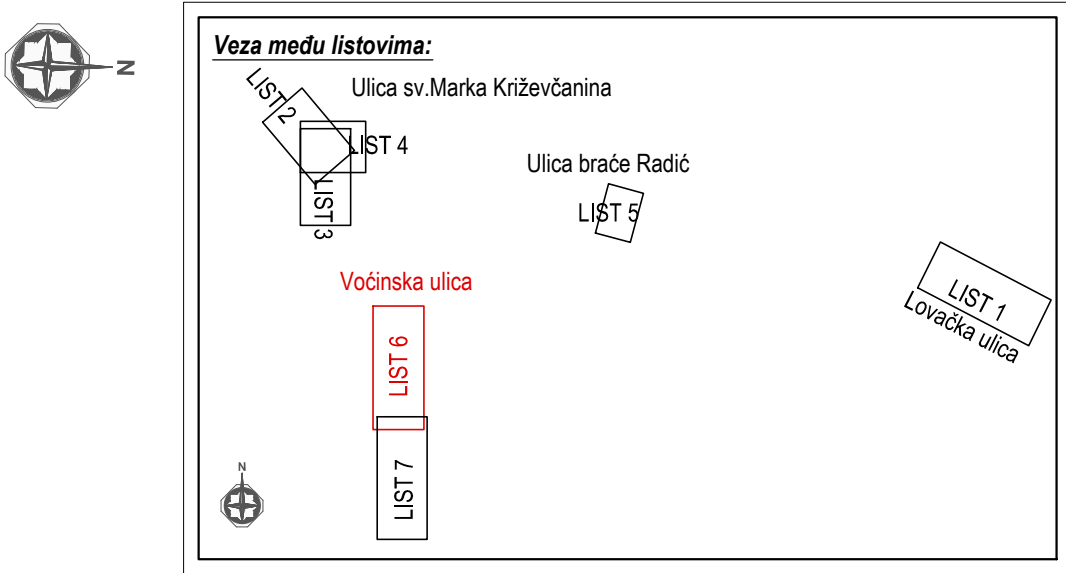 N
Veza među listovima:
Ulica sv.Marka Križevčanina
LIST 2
LIST 4
LIST 3
Ulica braće Radić
LIST 5
LIST 1
Lovačka ulica
Voćinska ulica
LIST 6
LIST 7
N